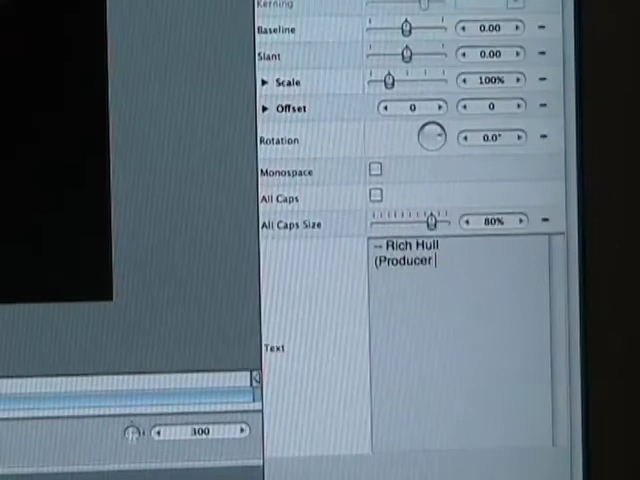 Kerning
Baseline 0.00
Slant 0.00
Scale 100%
Offset 0 0
Rotation 0.0°
Monospace
All Caps
All Caps Size 80%
-- Rich Hull
(Producer
Text
300